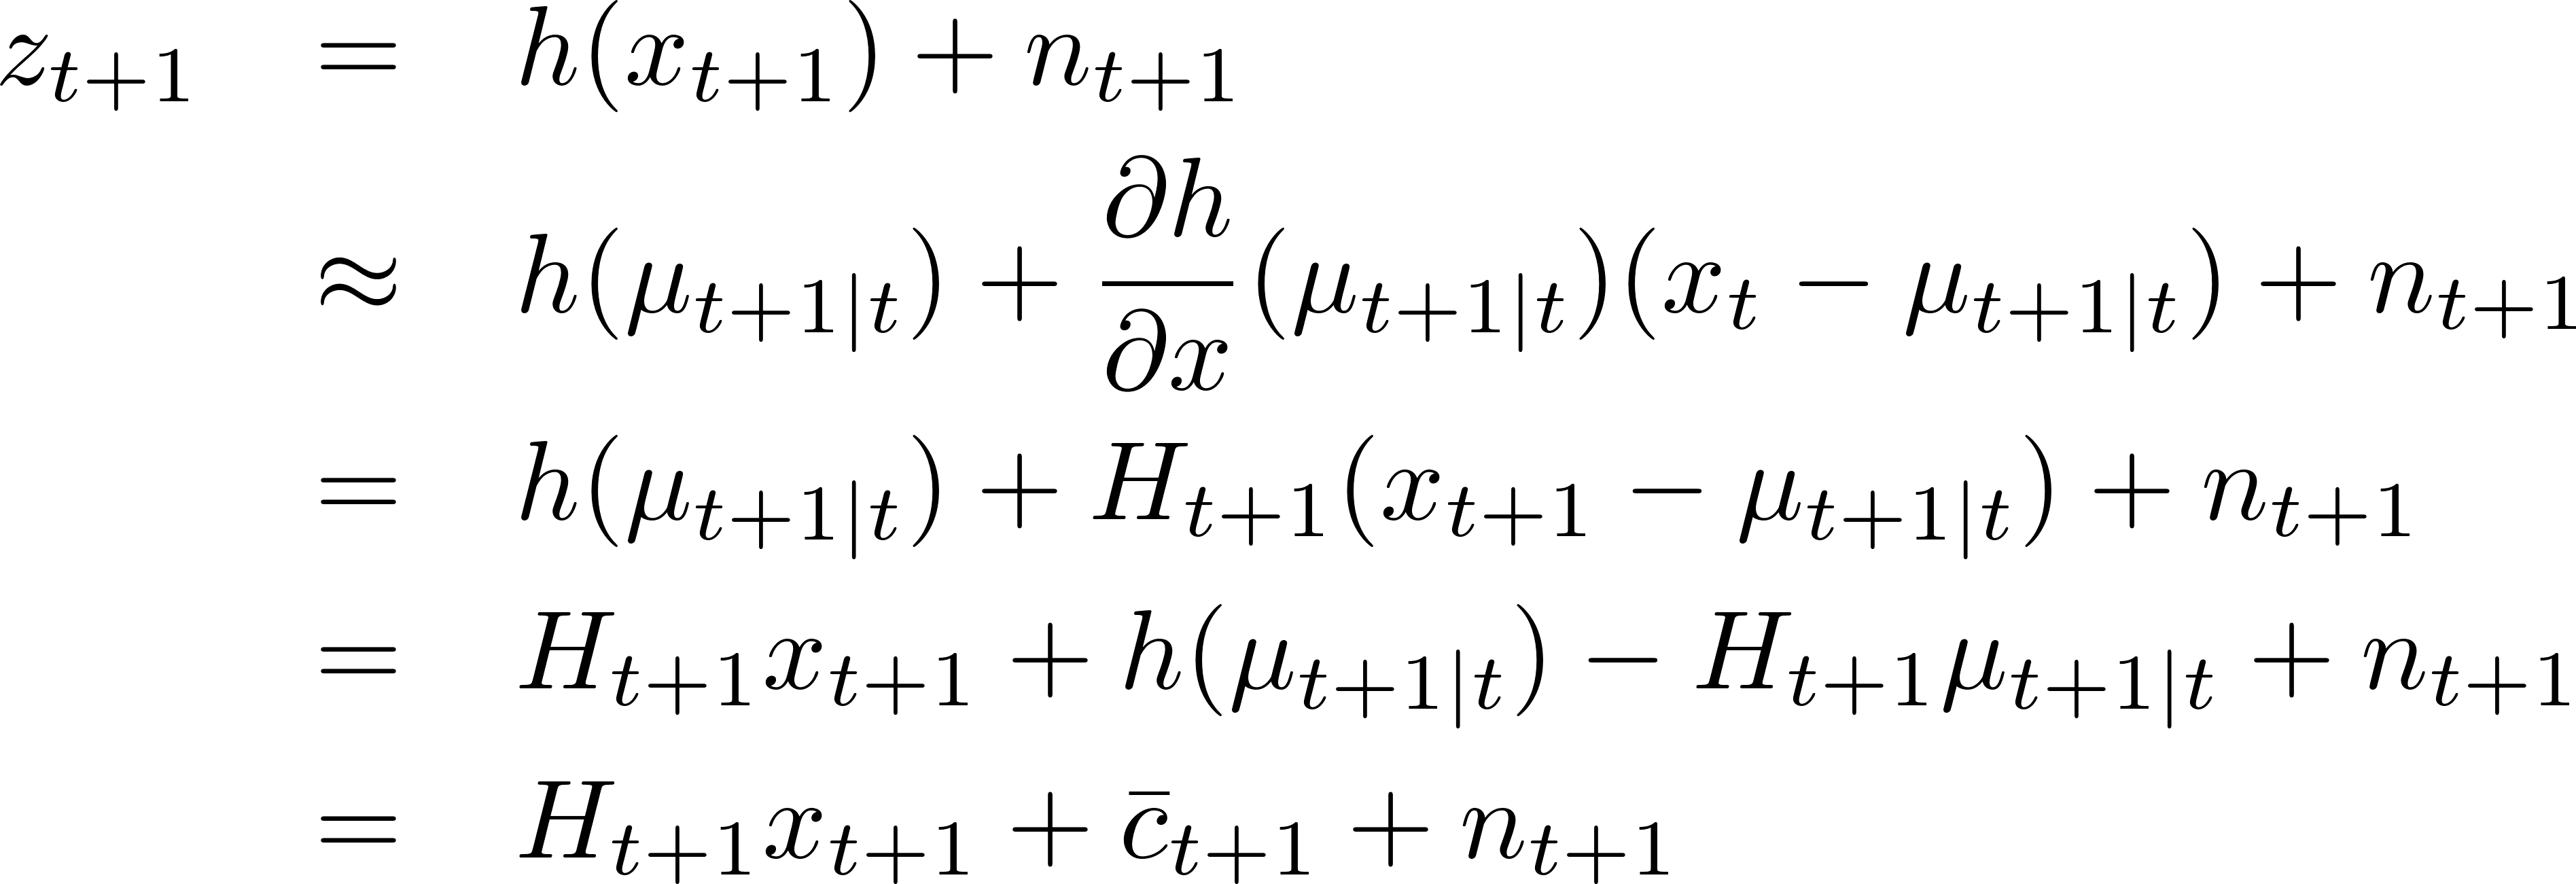 z_{t+1} = h(x_{t+1}) + n_{t+1}
≈ h(μ_{t+1|t}) + \frac{∂h}{∂x}(μ_{t+1|t})(x_t − μ_{t+1|t}) + n_{t+1}
= h(μ_{t+1|t}) + H_{t+1}(x_{t+1} − μ_{t+1|t}) + n_{t+1}
= H_{t+1}x_{t+1} + h(μ_{t+1|t}) − H_{t+1}μ_{t+1|t} + n_{t+1}
= H_{t+1}x_{t+1} + \bar{c}_{t+1} + n_{t+1}